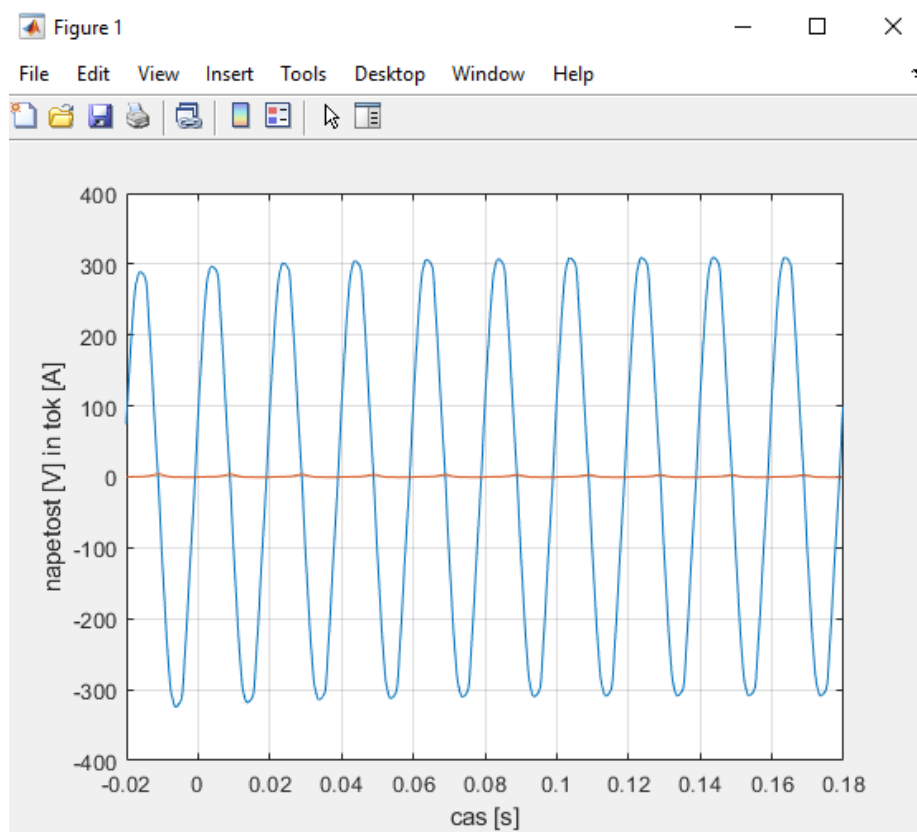 Figure 1
File Edit View Insert Tools Desktop Window Help
400
300
200
100
0
-100
-200
-300
-400
napetost [V] in tok [A]
-0.02 0 0.02 0.04 0.06 0.08 0.1 0.12 0.14 0.16 0.18
cas [s]